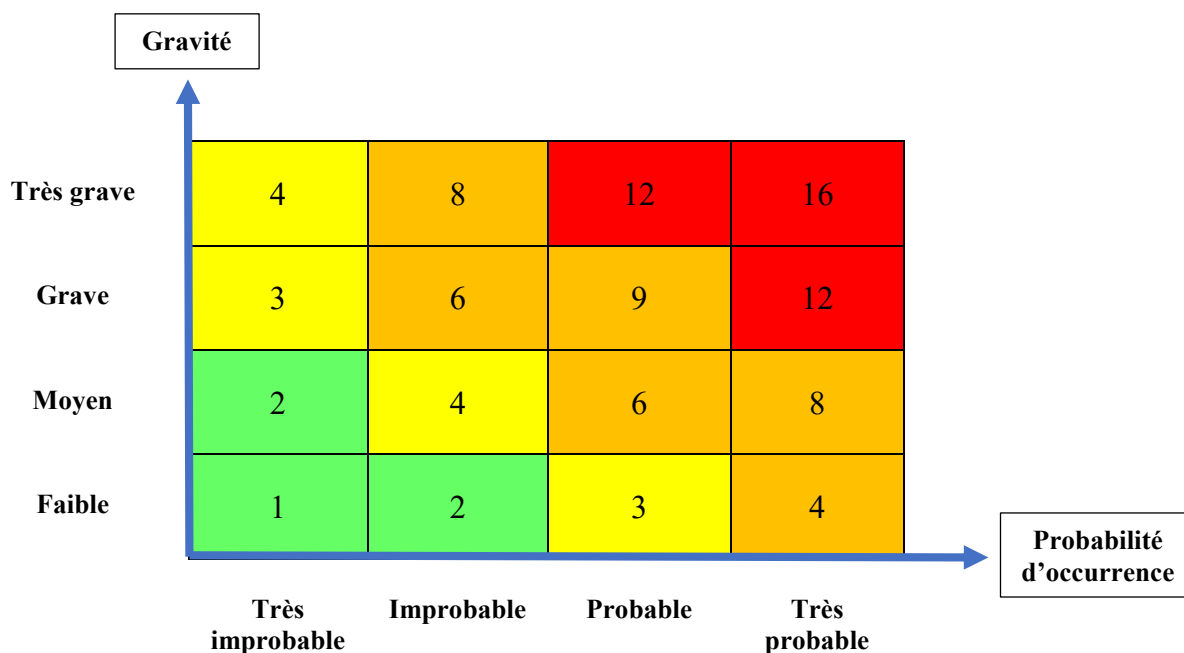 Gravité
Très grave
4
8
12
16
Grave
3
6
9
12
Moyen
2
4
6
8
Faible
1
2
3
4
Probabilité
d’occurrence
Très
improbable
Improbable
Probable
Très
probable